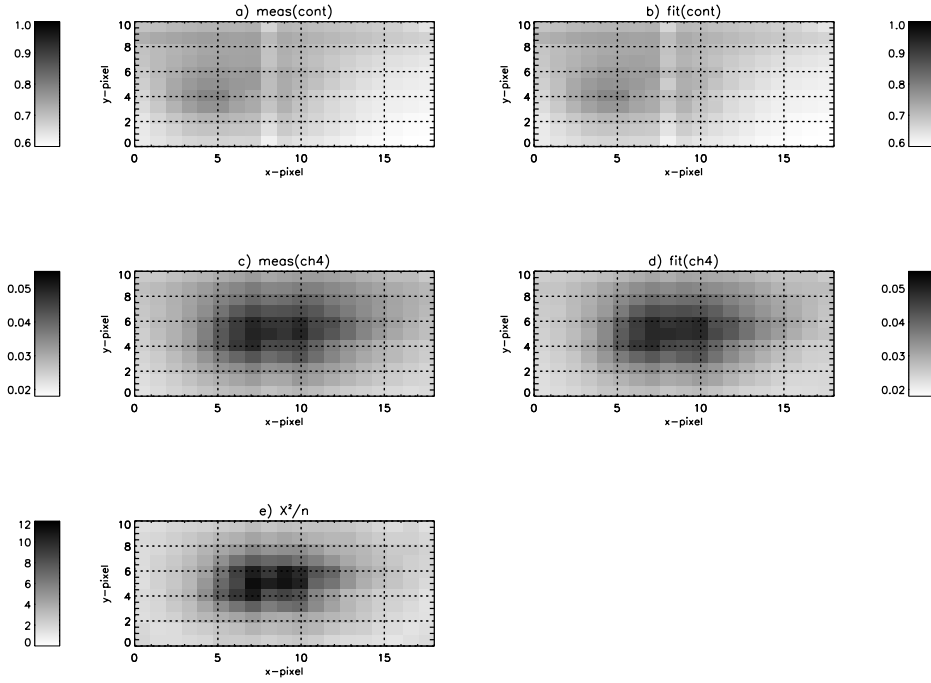 a) meas(cont)
1.0
0.9
0.8
0.7
0.6
y-pixel
10
8
6
4
2
0
0 5 10 15
x-pixel
b) fit(cont)
y-pixel
10
8
6
4
2
0
0 5 10 15
x-pixel
1.0
0.9
0.8
0.7
0.6
c) meas(ch4)
0.05
0.04
0.03
0.02
y-pixel
10
8
6
4
2
0
0 5 10 15
x-pixel
d) fit(ch4)
y-pixel
10
8
6
4
2
0
0 5 10 15
x-pixel
0.05
0.04
0.03
0.02
e) X²/n
12
10
8
6
4
2
0
y-pixel
10
8
6
4
2
0
0 5 10 15
x-pixel